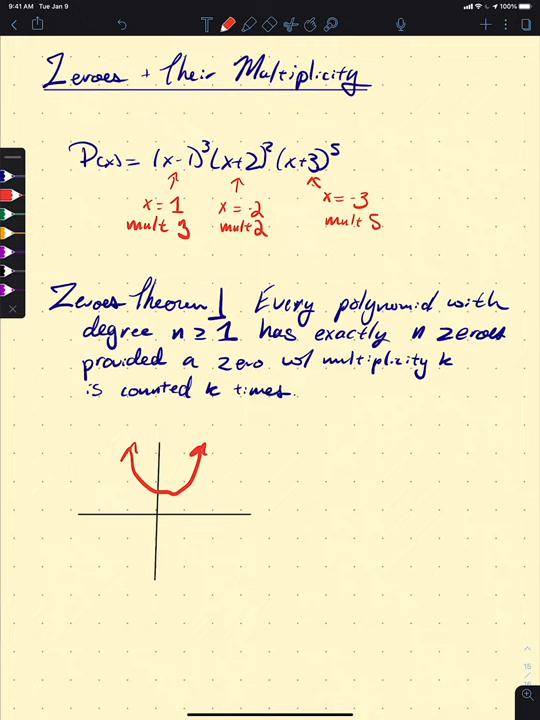 9:41 AM Tue Jan 9
100%
Zeroes + Their Multiplicity
P(x) = (x-1)³(x+2)²(x+3)⁵
x = 1 x = -2 x = -3
mult 3 mult 2 mult 5
Zeroes Theorem Every polynomial with
degree n ≥ 1 has exactly n zeroes
provided a zero w/ multiplicity k
is counted k times.
15
/
16